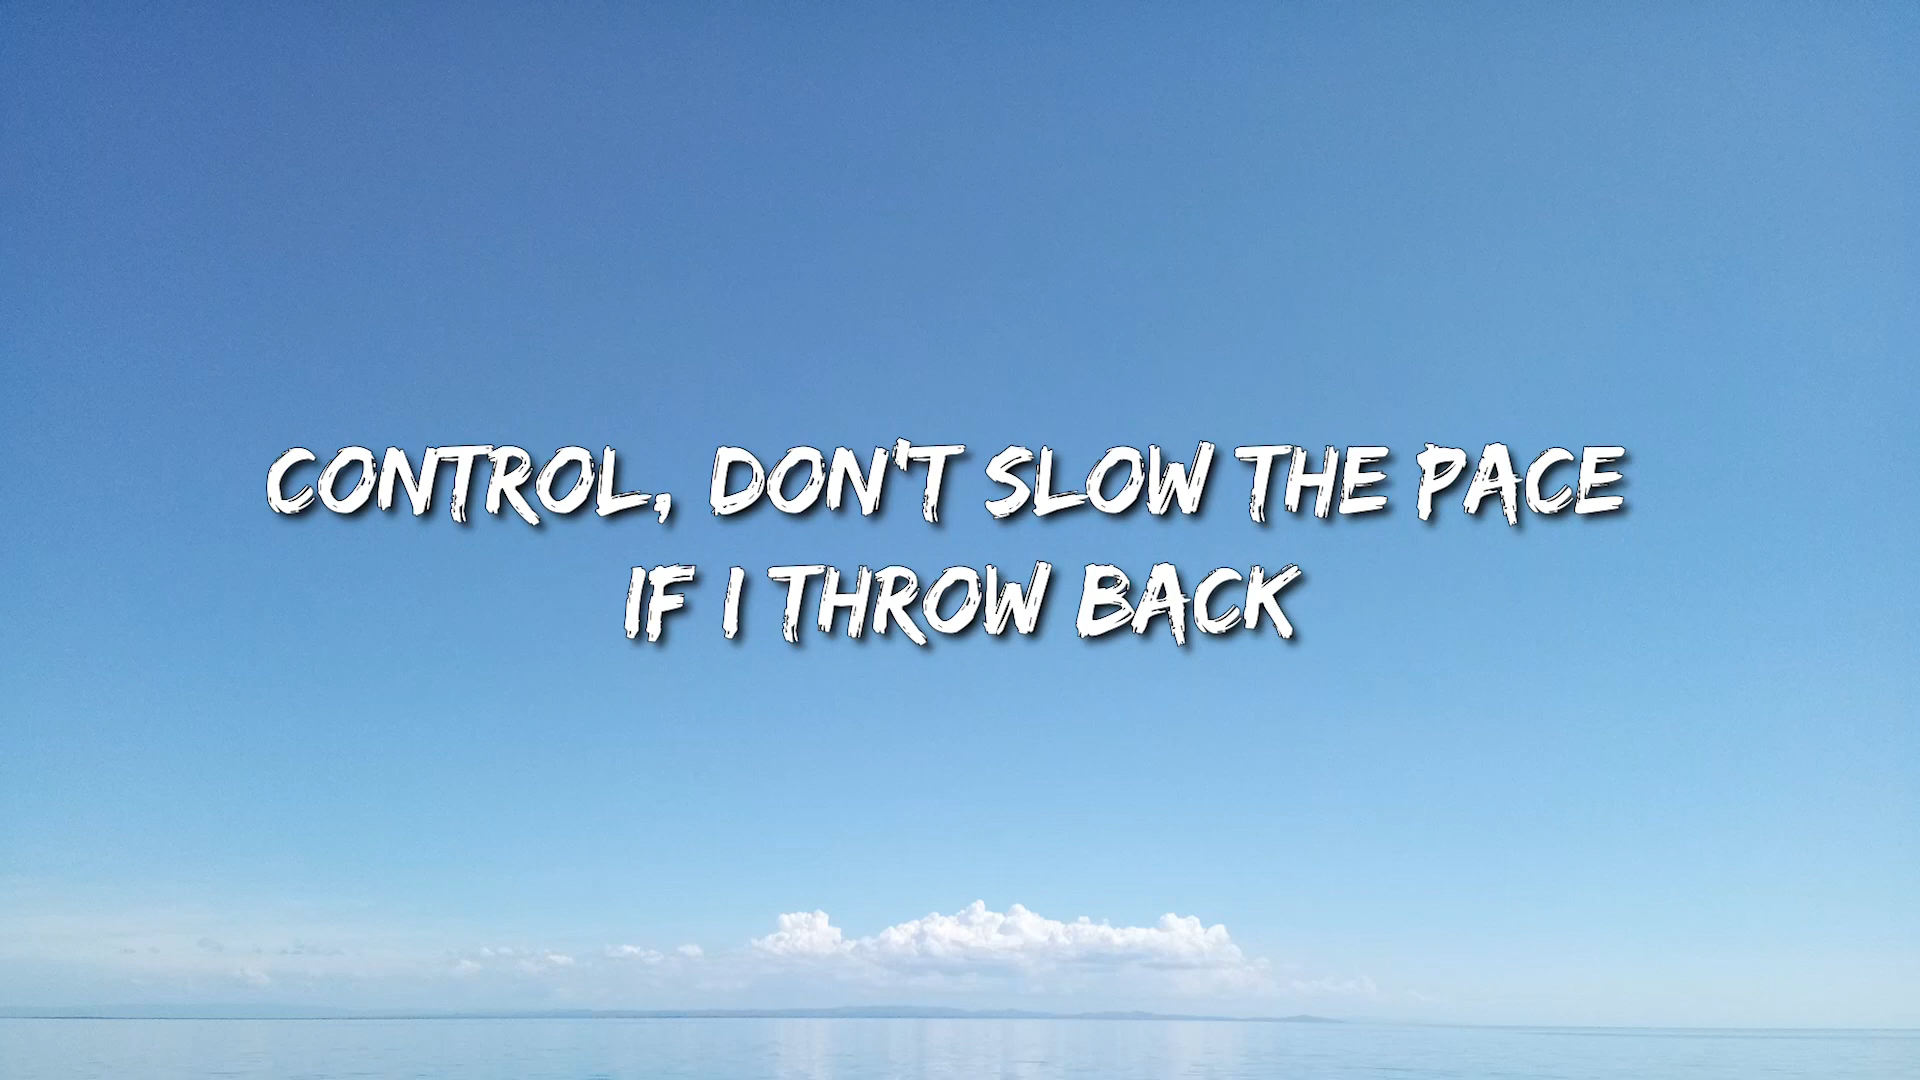 CONTROL, DON'T SLOW THE PACE
IF I THROW BACK